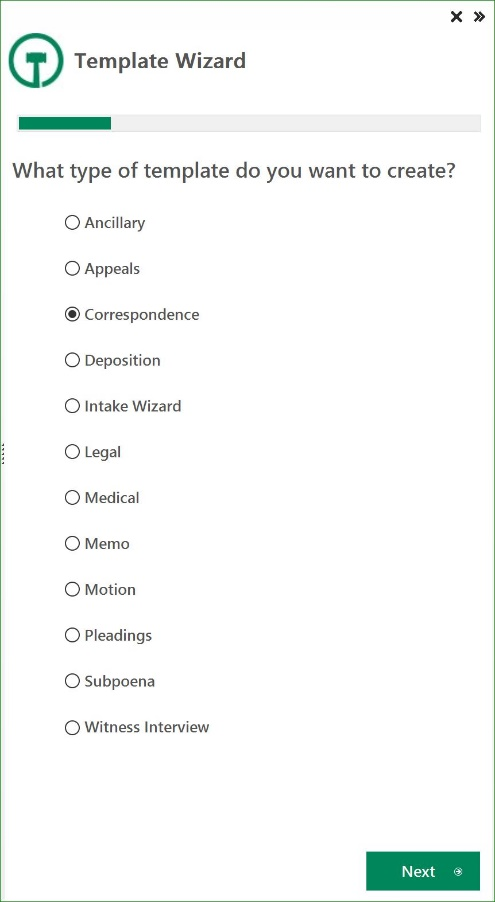 Template Wizard
What type of template do you want to create?
Ancillary
Appeals
Correspondence
Deposition
Intake Wizard
Legal
Medical
Memo
Motion
Pleadings
Subpoena
Witness Interview
Next